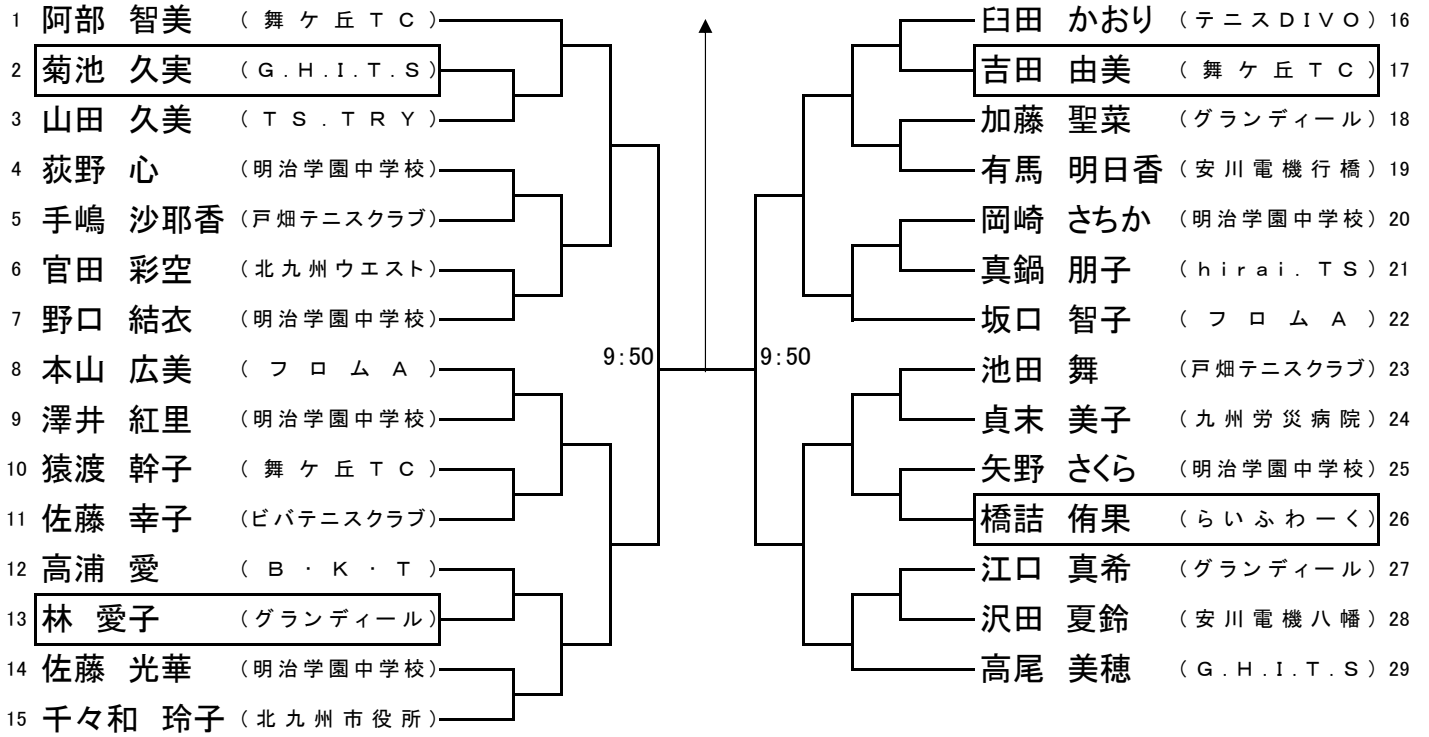 1 阿部 智美 (舞ケ丘TC)
2 菊池 久実 (G.H.I.T.S)
3 山田 久美 (TS.TRY)
4 荻野 心 (明治学園中学校)
5 手嶋 沙耶香 (戸畑テニスクラブ)
6 官田 彩空 (北九州ウエスト)
7 野口 結衣 (明治学園中学校)
8 本山 広美 (フロムA)
9 澤井 紅里 (明治学園中学校)
10 猿渡 幹子 (舞ケ丘TC)
11 佐藤 幸子 (ビバテニスクラブ)
12 高浦 愛 (B・K・T)
13 林 愛子 (グランディール)
14 佐藤 光華 (明治学園中学校)
15 千々和 玲子 (北九州市役所)
9:50
9:50
臼田 かおり (テニスDIVO) 16
吉田 由美 (舞ケ丘TC) 17
加藤 聖菜 (グランディール) 18
有馬 明日香 (安川電機行橋) 19
岡崎 さちか (明治学園中学校) 20
真鍋 朋子 (hirai.TS) 21
坂口 智子 (フロムA) 22
池田 舞 (戸畑テニスクラブ) 23
貞末 美子 (九州労災病院) 24
矢野 さくら (明治学園中学校) 25
橋詰 侑果 (らいふわーく) 26
江口 真希 (グランディール) 27
沢田 夏鈴 (安川電機八幡) 28
高尾 美穂 (G.H.I.T.S) 29